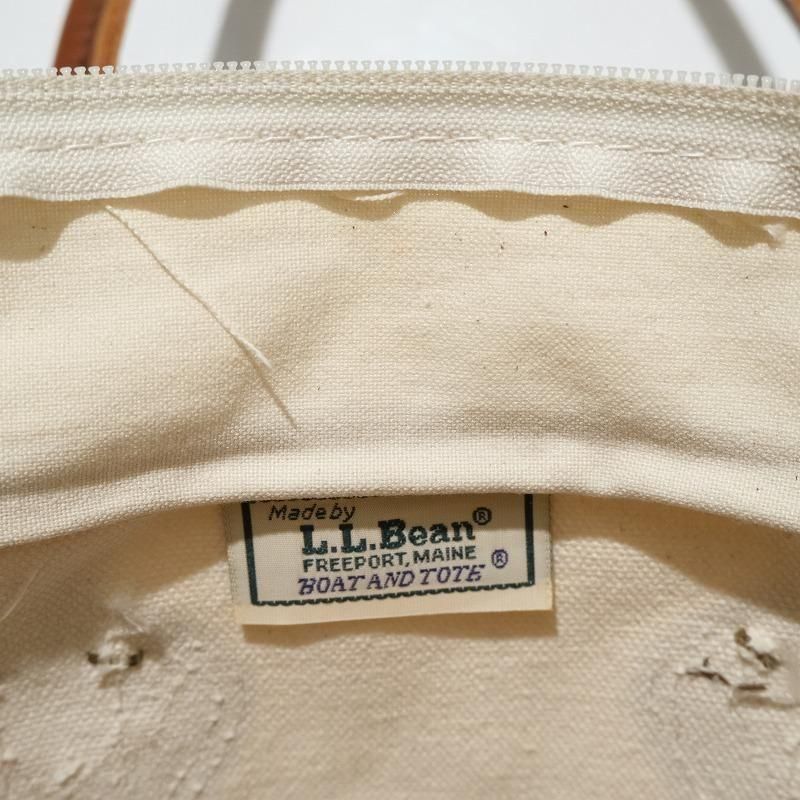 Made by
L.L.Bean®
FREEPORT, MAINE
BOAT AND TOTE®